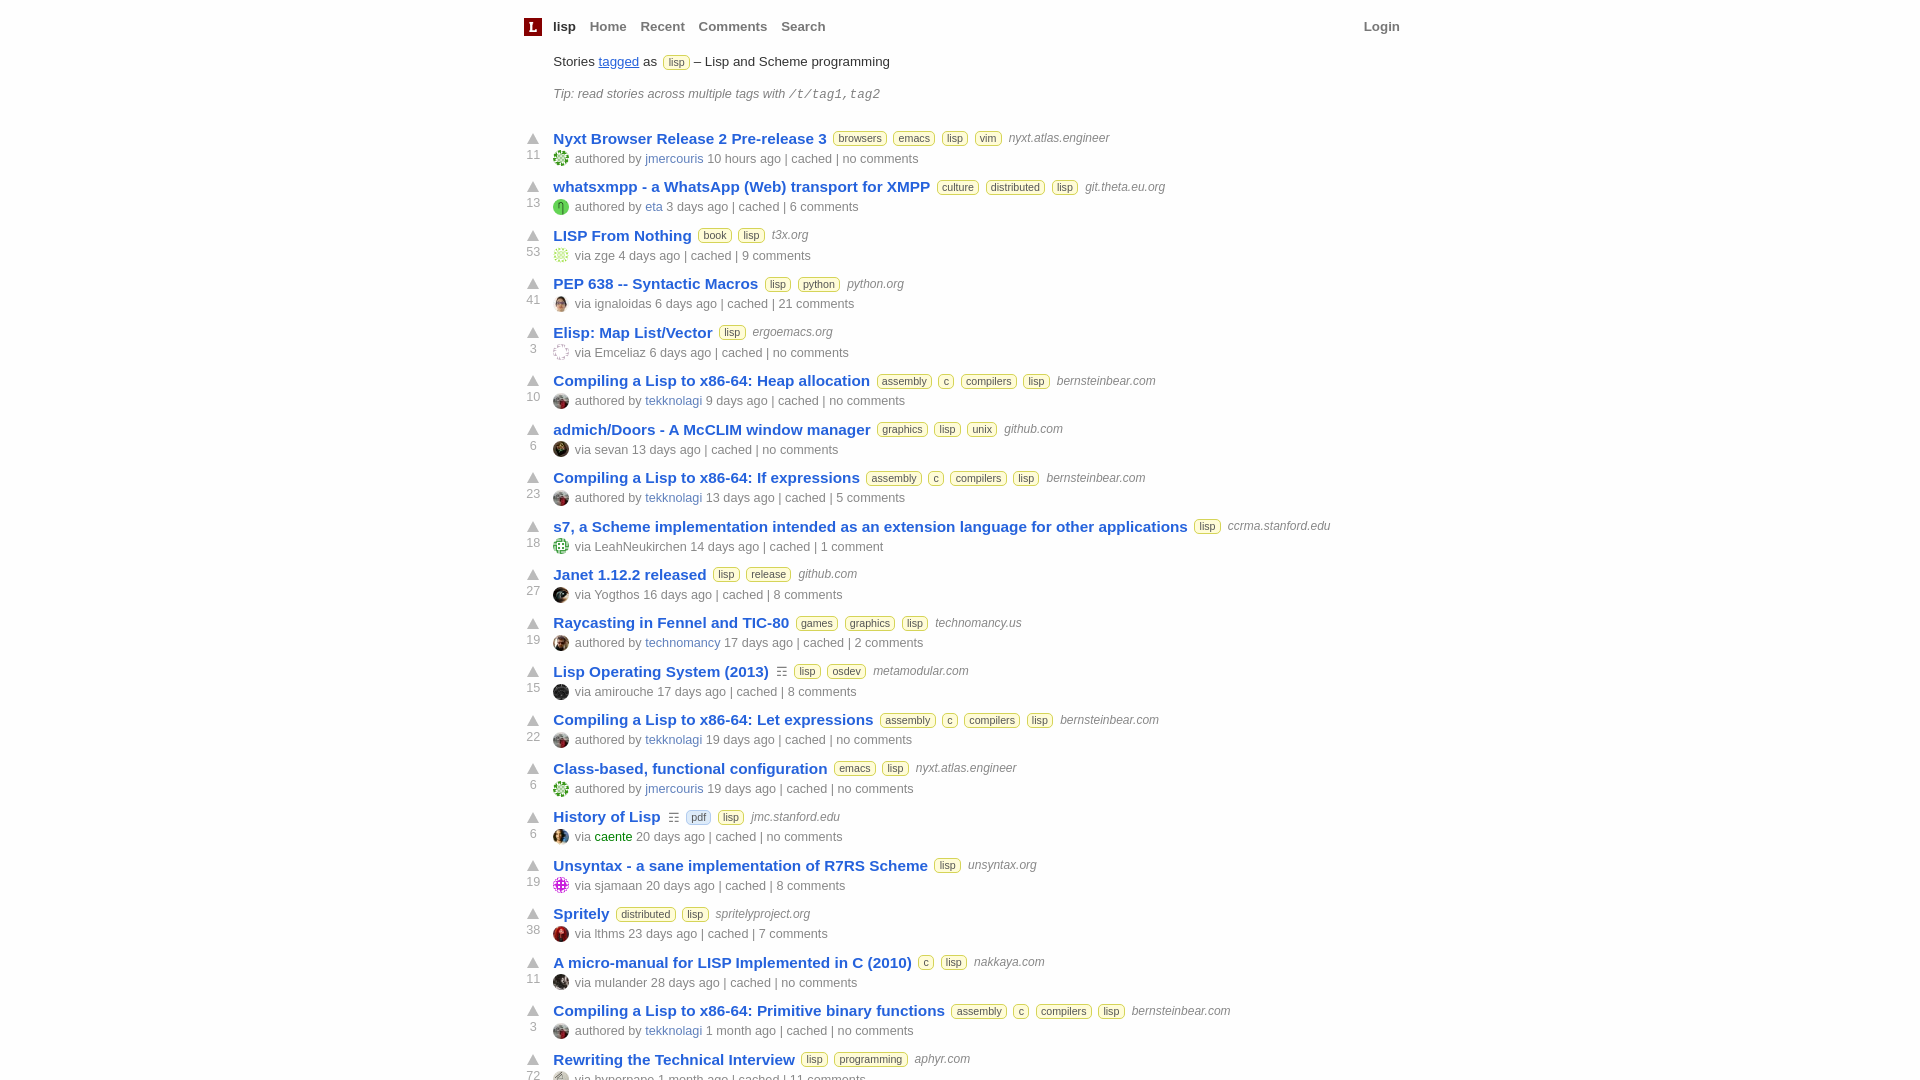 L lisp Home Recent Comments Search Login
Stories tagged as lisp – Lisp and Scheme programming
Tip: read stories across multiple tags with /t/tag1,tag2
Nyxt Browser Release 2 Pre-release 3 browsers emacs lisp vim nyxt.atlas.engineer
11 authored by jmercouris 10 hours ago | cached | no comments
whatsxmpp - a WhatsApp (Web) transport for XMPP culture distributed lisp git.theta.eu.org
13 authored by eta 3 days ago | cached | 6 comments
LISP From Nothing book lisp t3x.org
53 via zge 4 days ago | cached | 9 comments
PEP 638 -- Syntactic Macros lisp python python.org
41 via ignaloidas 6 days ago | cached | 21 comments
Elisp: Map List/Vector lisp ergoemacs.org
3 via Emceliaz 6 days ago | cached | no comments
Compiling a Lisp to x86-64: Heap allocation assembly c compilers lisp bernsteinbear.com
10 authored by tekknolagi 9 days ago | cached | no comments
admich/Doors - A McCLIM window manager graphics lisp unix github.com
6 via sevan 13 days ago | cached | no comments
Compiling a Lisp to x86-64: If expressions assembly c compilers lisp bernsteinbear.com
23 authored by tekknolagi 13 days ago | cached | 5 comments
s7, a Scheme implementation intended as an extension language for other applications lisp ccrma.stanford.edu
18 via LeahNeukirchen 14 days ago | cached | 1 comment
Janet 1.12.2 released lisp release github.com
27 via Yogthos 16 days ago | cached | 8 comments
Raycasting in Fennel and TIC-80 games graphics lisp technomancy.us
19 authored by technomancy 17 days ago | cached | 2 comments
Lisp Operating System (2013) ☶ lisp osdev metamodular.com
15 via amirouche 17 days ago | cached | 8 comments
Compiling a Lisp to x86-64: Let expressions assembly c compilers lisp bernsteinbear.com
22 authored by tekknolagi 19 days ago | cached | no comments
Class-based, functional configuration emacs lisp nyxt.atlas.engineer
6 authored by jmercouris 19 days ago | cached | no comments
History of Lisp ☶ pdf lisp jmc.stanford.edu
6 via caente 20 days ago | cached | no comments
Unsyntax - a sane implementation of R7RS Scheme lisp unsyntax.org
19 via sjamaan 20 days ago | cached | 8 comments
Spritely distributed lisp spritelyproject.org
38 via lthms 23 days ago | cached | 7 comments
A micro-manual for LISP Implemented in C (2010) c lisp nakkaya.com
11 via mulander 28 days ago | cached | no comments
Compiling a Lisp to x86-64: Primitive binary functions assembly c compilers lisp bernsteinbear.com
3 authored by tekknolagi 1 month ago | cached | no comments
Rewriting the Technical Interview lisp programming aphyr.com
72 via hyperpape 1 month ago | cached | 11 comments